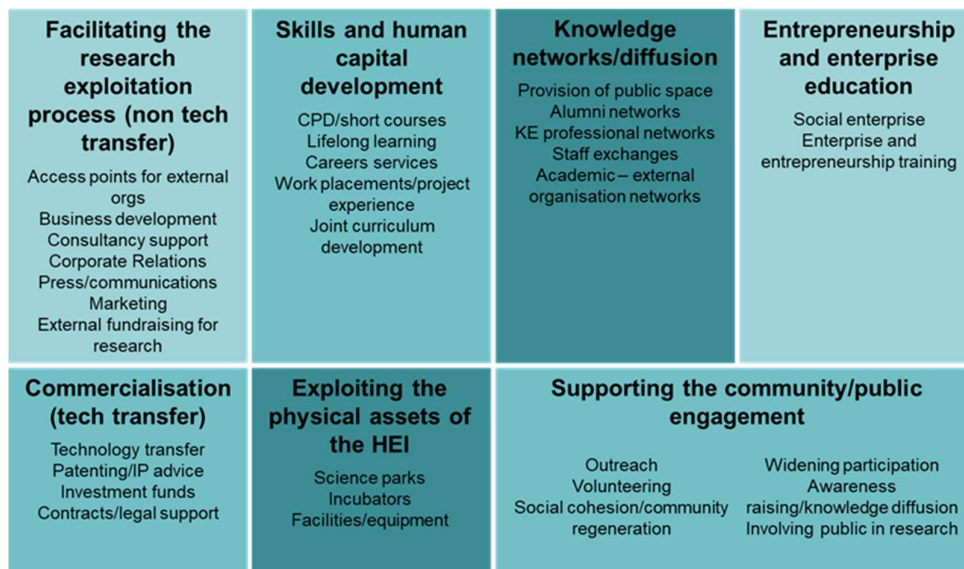 Facilitating the
research
exploitation
process (non tech
transfer)
Access points for external
orgs
Business development
Consultancy support
Corporate Relations
Press/communications
Marketing
External fundraising for
research
Skills and human
capital
development
CPD/short courses
Lifelong learning
Careers services
Work placements/project
experience
Joint curriculum
development
Knowledge
networks/diffusion
Provision of public space
Alumni networks
KE professional networks
Staff exchanges
Academic – external
organisation networks
Entrepreneurship
and enterprise
education
Social enterprise
Enterprise and
entrepreneurship training
Commercialisation
(tech transfer)
Technology transfer
Patenting/IP advice
Investment funds
Contracts/legal support
Exploiting the
physical assets of
the HEI
Science parks
Incubators
Facilities/equipment
Supporting the community/public
engagement
Outreach
Volunteering
Social cohesion/community
regeneration
Widening participation
Awareness
raising/knowledge diffusion
Involving public in research